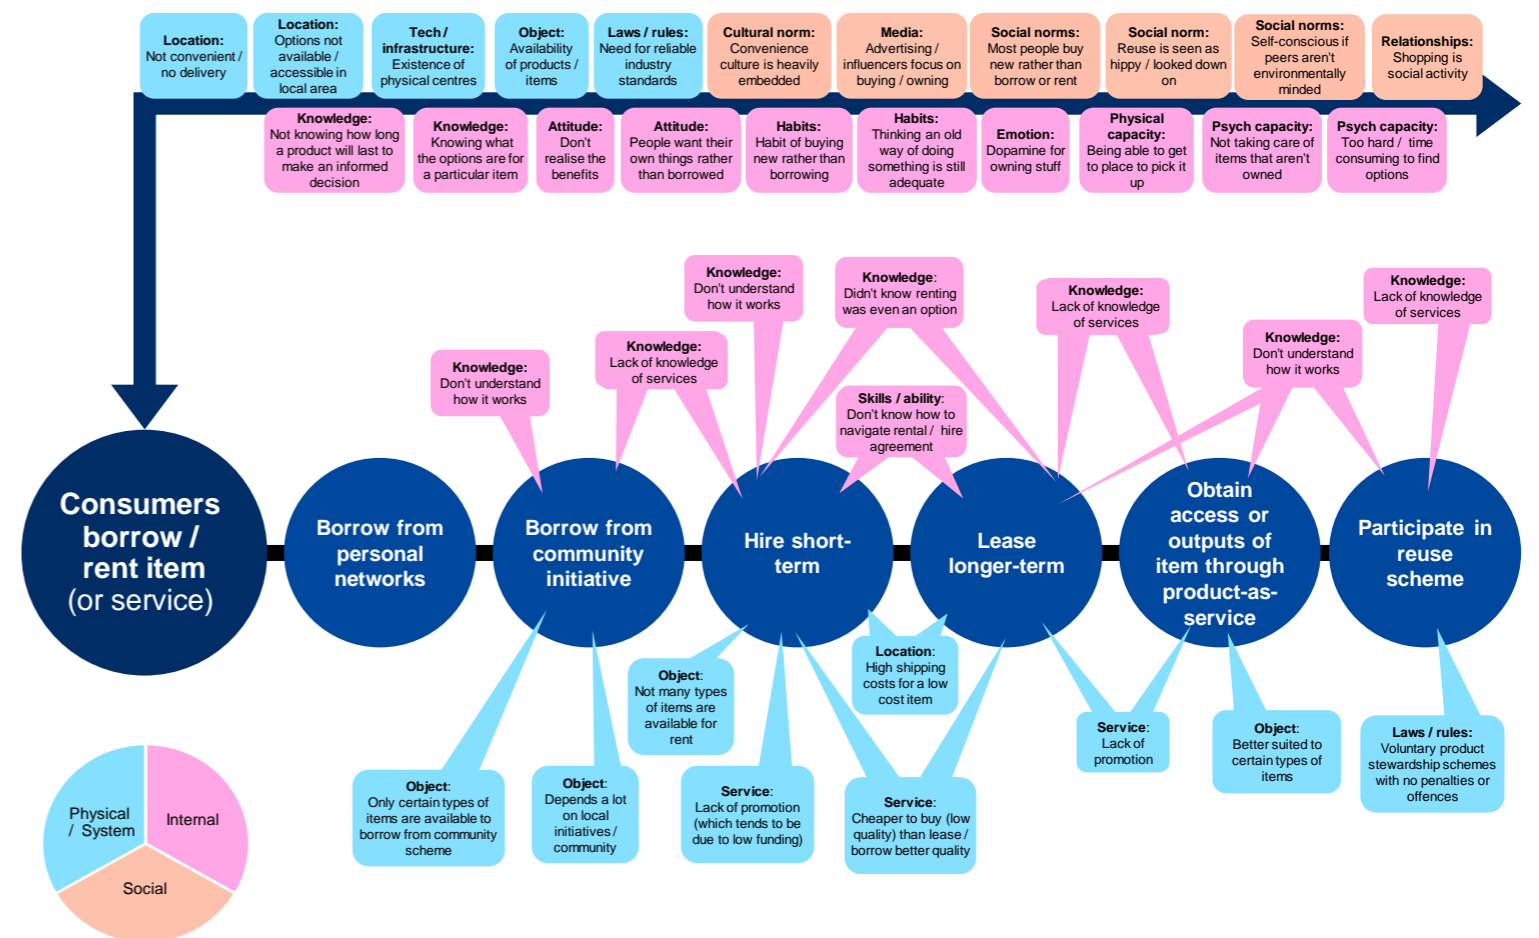 Location:
Not convenient /
no delivery
Location:
Options not
available /
accessible in
local area
Tech /
infrastructure:
Existence of
physical centres
Object:
Availability
of products /
items
Laws / rules:
Need for reliable
industry
standards
Cultural norm:
Convenience
culture is heavily
embedded
Media:
Advertising /
influencers focus on
buying / owning
Social norms:
Most people buy
new rather than
borrow or rent
Social norm:
Reuse is seen as
hippy / looked down
on
Social norms:
Self-conscious if
peers aren't
environmentally
minded
Relationships:
Shopping is
social activity
Knowledge:
Not knowing how long
a product will last to
make an informed
decision
Knowledge:
Knowing what
the options are for
a particular item
Attitude:
Don't
realise the
benefits
Attitude:
People want their
own things rather
than borrowed
Habits:
Habit of buying
new rather than
borrowing
Habits:
Thinking an old
way of doing
something is still
adequate
Emotion:
Dopamine for
owning stuff
Physical
capacity:
Being able to get
to place to pick it
up
Psych capacity:
Not taking care of
items that aren't
owned
Psych capacity:
Too hard / time
consuming to find
options
Knowledge:
Don't understand
how it works
Knowledge:
Lack of knowledge
of services
Knowledge:
Don't understand
how it works
Knowledge:
Didn't know renting
was even an option
Skills / ability:
Don't know how to
navigate rental / hire
agreement
Knowledge:
Lack of knowledge
of services
Knowledge:
Don't understand
how it works
Knowledge:
Lack of knowledge
of services
Consumers
borrow /
rent item
(or service)
Borrow from
personal
networks
Borrow from
community
initiative
Hire short-
term
Lease
longer-term
Obtain
access or
outputs of
item through
product-as-
service
Participate in
reuse
scheme
Object:
Only certain types of
items are available to
borrow from community
scheme
Object:
Depends a lot
on local
initiatives /
community
Object:
Not many types
of items are
available for
rent
Service:
Lack of promotion
(which tends to be
due to low funding)
Location:
High shipping
costs for a low
cost item
Service:
Cheaper to buy (low
quality) than lease /
borrow better quality
Service:
Lack of
promotion
Object:
Better suited to
certain types of
items
Laws / rules:
Voluntary product
stewardship schemes
with no penalties or
offences
Physical
/ System
Internal
Social